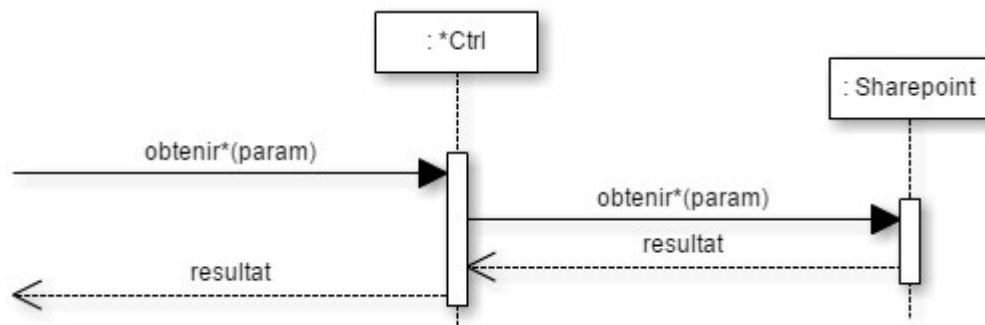 : *Ctrl
: Sharepoint
obtenir*(param)
obtenir*(param)
resultat
resultat